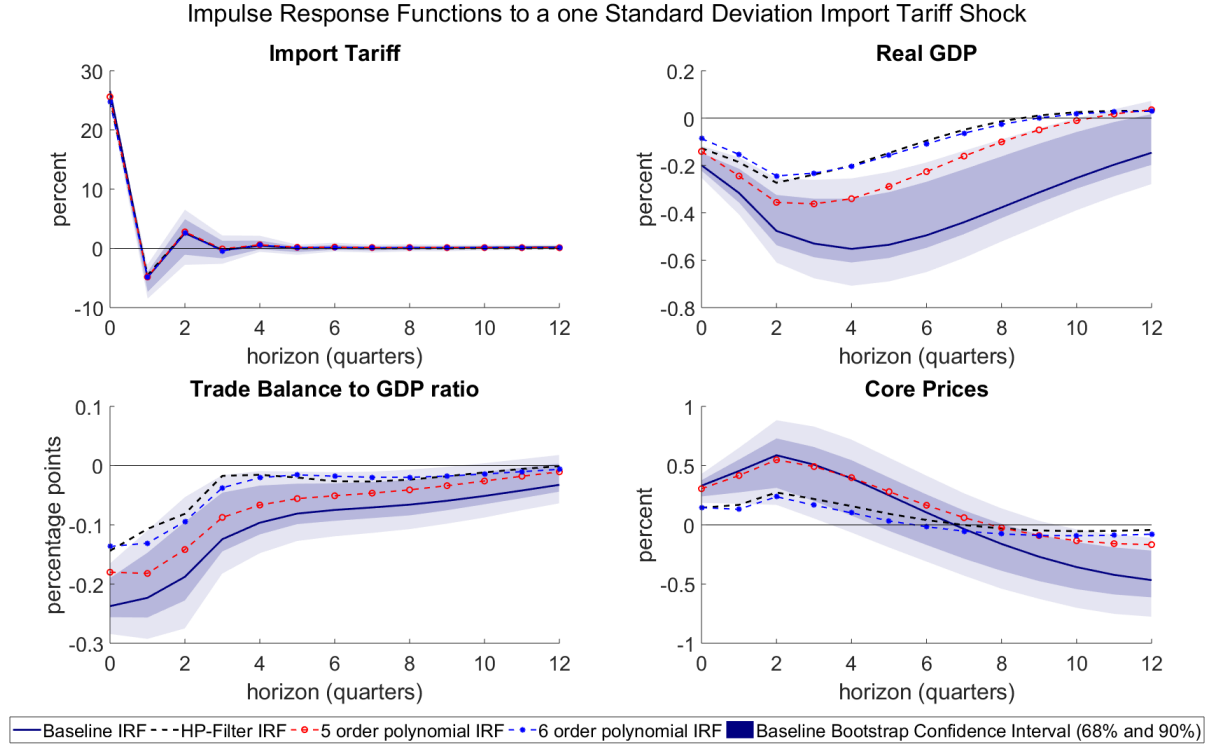 Impulse Response Functions to a one Standard Deviation Import Tariff Shock
Import Tariff
30
20
10
0
-10
percent
0 2 4 6 8 10 12
horizon (quarters)
Real GDP
0.2
0
-0.2
-0.4
-0.6
-0.8
percent
0 2 4 6 8 10 12
horizon (quarters)
Trade Balance to GDP ratio
0.1
0
-0.1
-0.2
-0.3
percentage points
0 2 4 6 8 10 12
horizon (quarters)
Core Prices
1
0.5
0
-0.5
-1
percent
0 2 4 6 8 10 12
horizon (quarters)
Baseline IRF HP-Filter IRF 5 order polynomial IRF 6 order polynomial IRF Baseline Bootstrap Confidence Interval (68% and 90%)